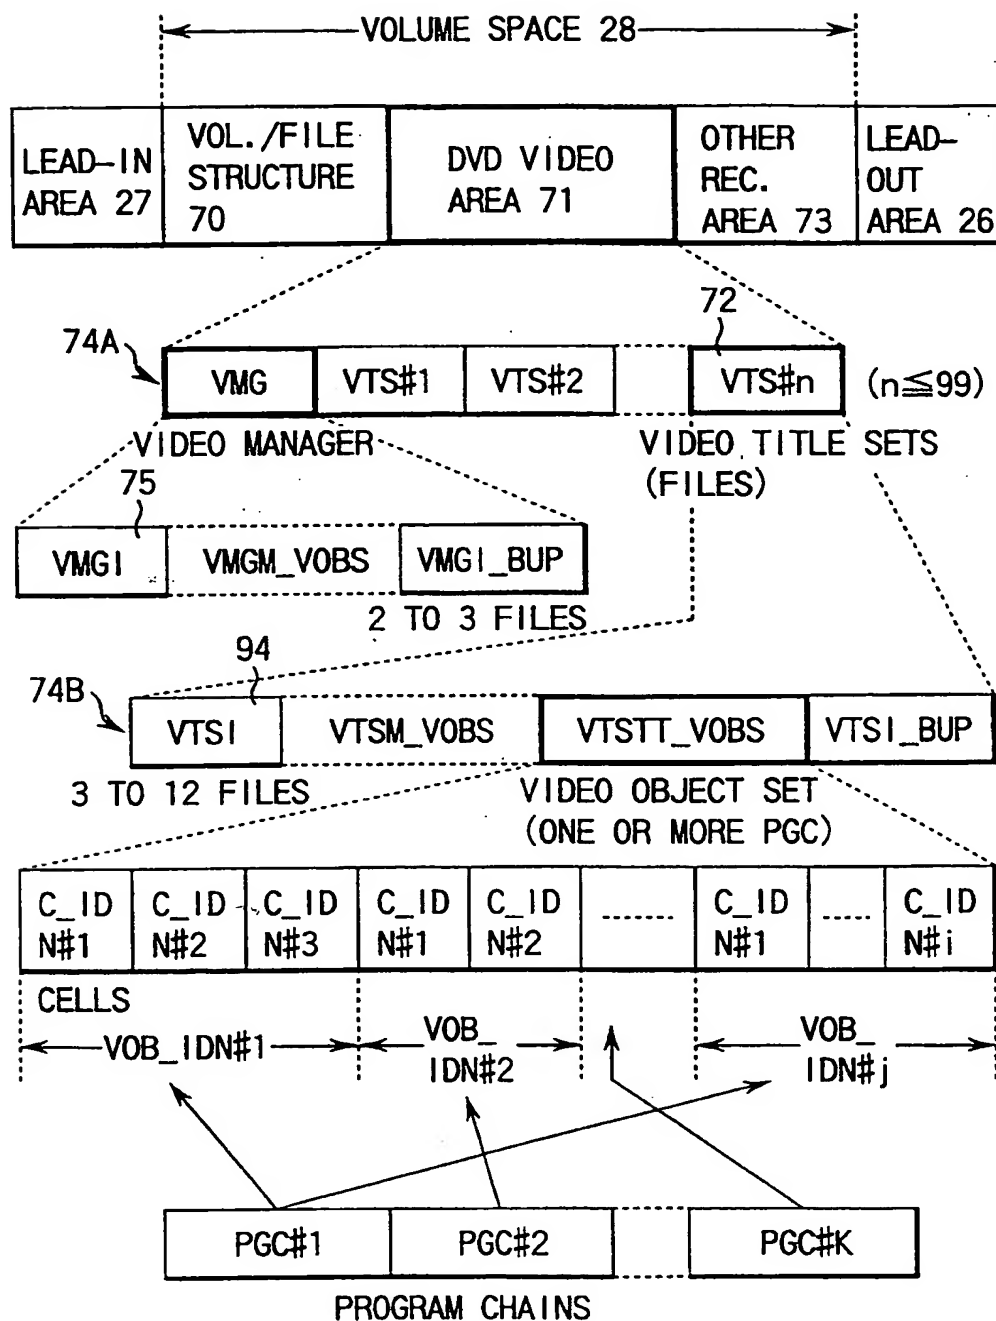 VOLUME SPACE 28
LEAD-IN
AREA 27
VOL./FILE
STRUCTURE
70
DVD VIDEO
AREA 71
OTHER
REC.
AREA 73
LEAD-
OUT
AREA 26
72
74A
VMG
VTS#1
VTS#2
VTS#n
(n≦99)
VIDEO MANAGER
VIDEO TITLE SETS
(FILES)
75
VMGI
VMGM_VOBS
VMGI_BUP
2 TO 3 FILES
94
74B
VTSI
VTSM_VOBS
VTSTT_VOBS
VTSI_BUP
3 TO 12 FILES
VIDEO OBJECT SET
(ONE OR MORE PGC)
C_ID
N#1
C_ID
N#2
C_ID
N#3
C_ID
N#1
C_ID
N#2
C_ID
N#1
C_ID
N#i
CELLS
VOB_IDN#1
VOB_
IDN#2
VOB_
IDN#j
PGC#1
PGC#2
PGC#K
PROGRAM CHAINS